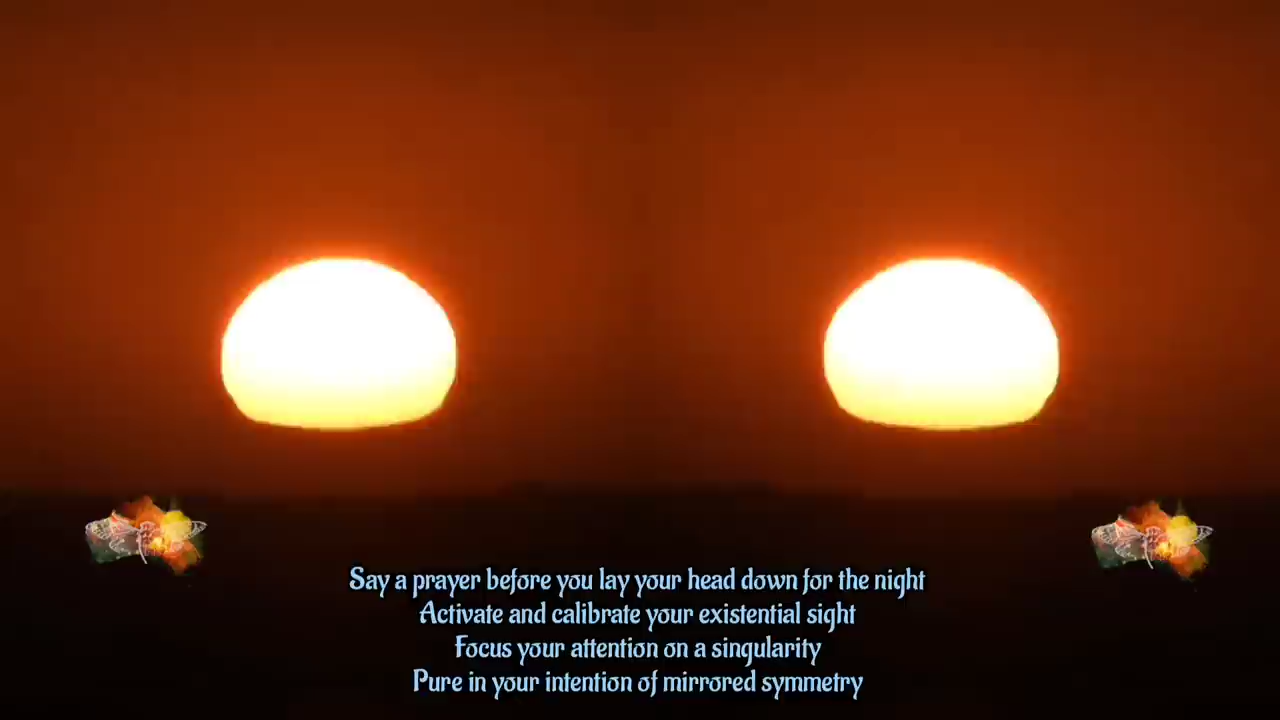 Say a prayer before you lay your head down for the night
Activate and calibrate your existential sight
Focus your attention on a singularity
Pure in your intention of mirrored symmetry